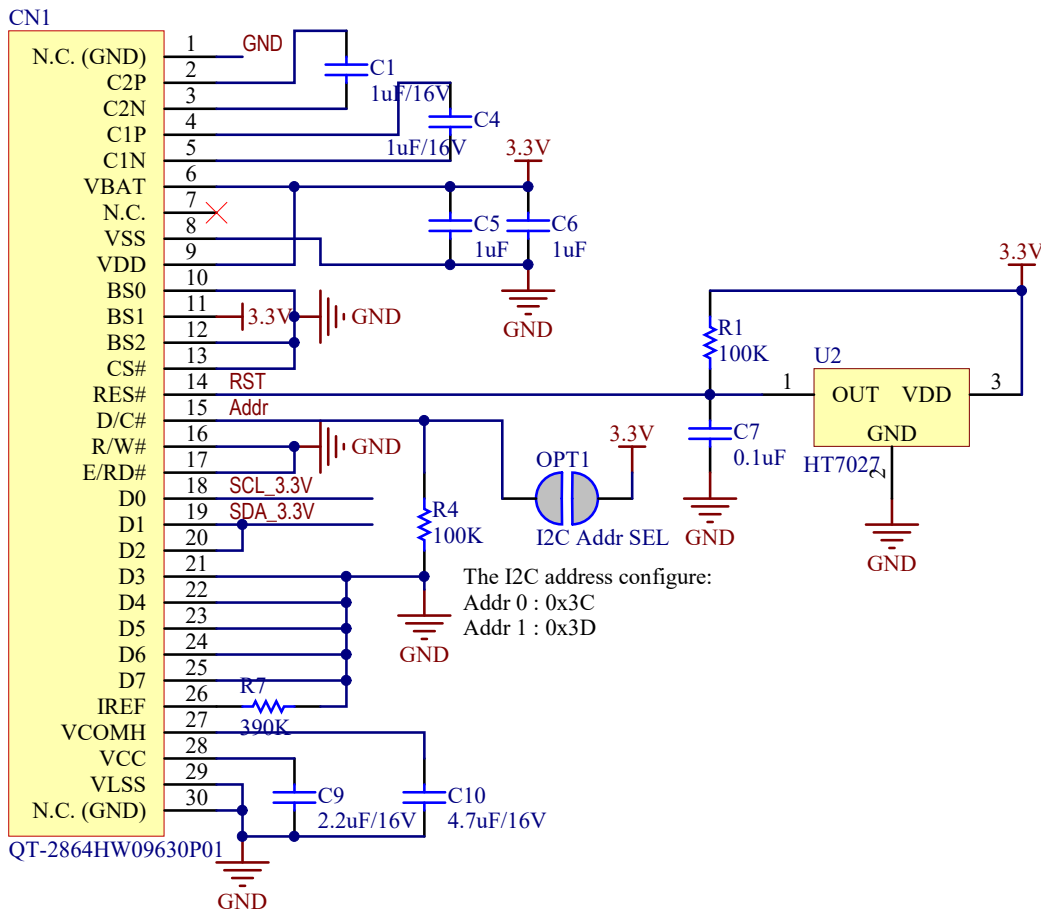 CN1
N.C. (GND) 1 GND
C2P 2
C2N 3
C1P 4
C1N 5
VBAT 6
N.C. 7
VSS 8
VDD 9
BS0 10
BS1 11 3.3V
BS2 12
CS# 13
RES# 14 RST
D/C# 15 Addr
R/W# 16
E/RD# 17
D0 18 SCL_3.3V
D1 19 SDA_3.3V
D2 20
D3 21
D4 22
D5 23
D6 24
D7 25
IREF 26
VCOMH 27
VCC 28
VLSS 29
N.C. (GND) 30
QT-2864HW09630P01
C1
1uF/16V
C4
1uF/16V
3.3V
C5
1uF
C6
1uF
GND
GND
GND
R4
100K
GND
OPT1
3.3V
I2C Addr SEL
The I2C address configure:
Addr 0 : 0x3C
Addr 1 : 0x3D
R7
390K
C9
2.2uF/16V
C10
4.7uF/16V
GND
3.3V
R1
100K
C7
0.1uF
GND
U2
1 OUT VDD 3
GND
HT7027
2
GND